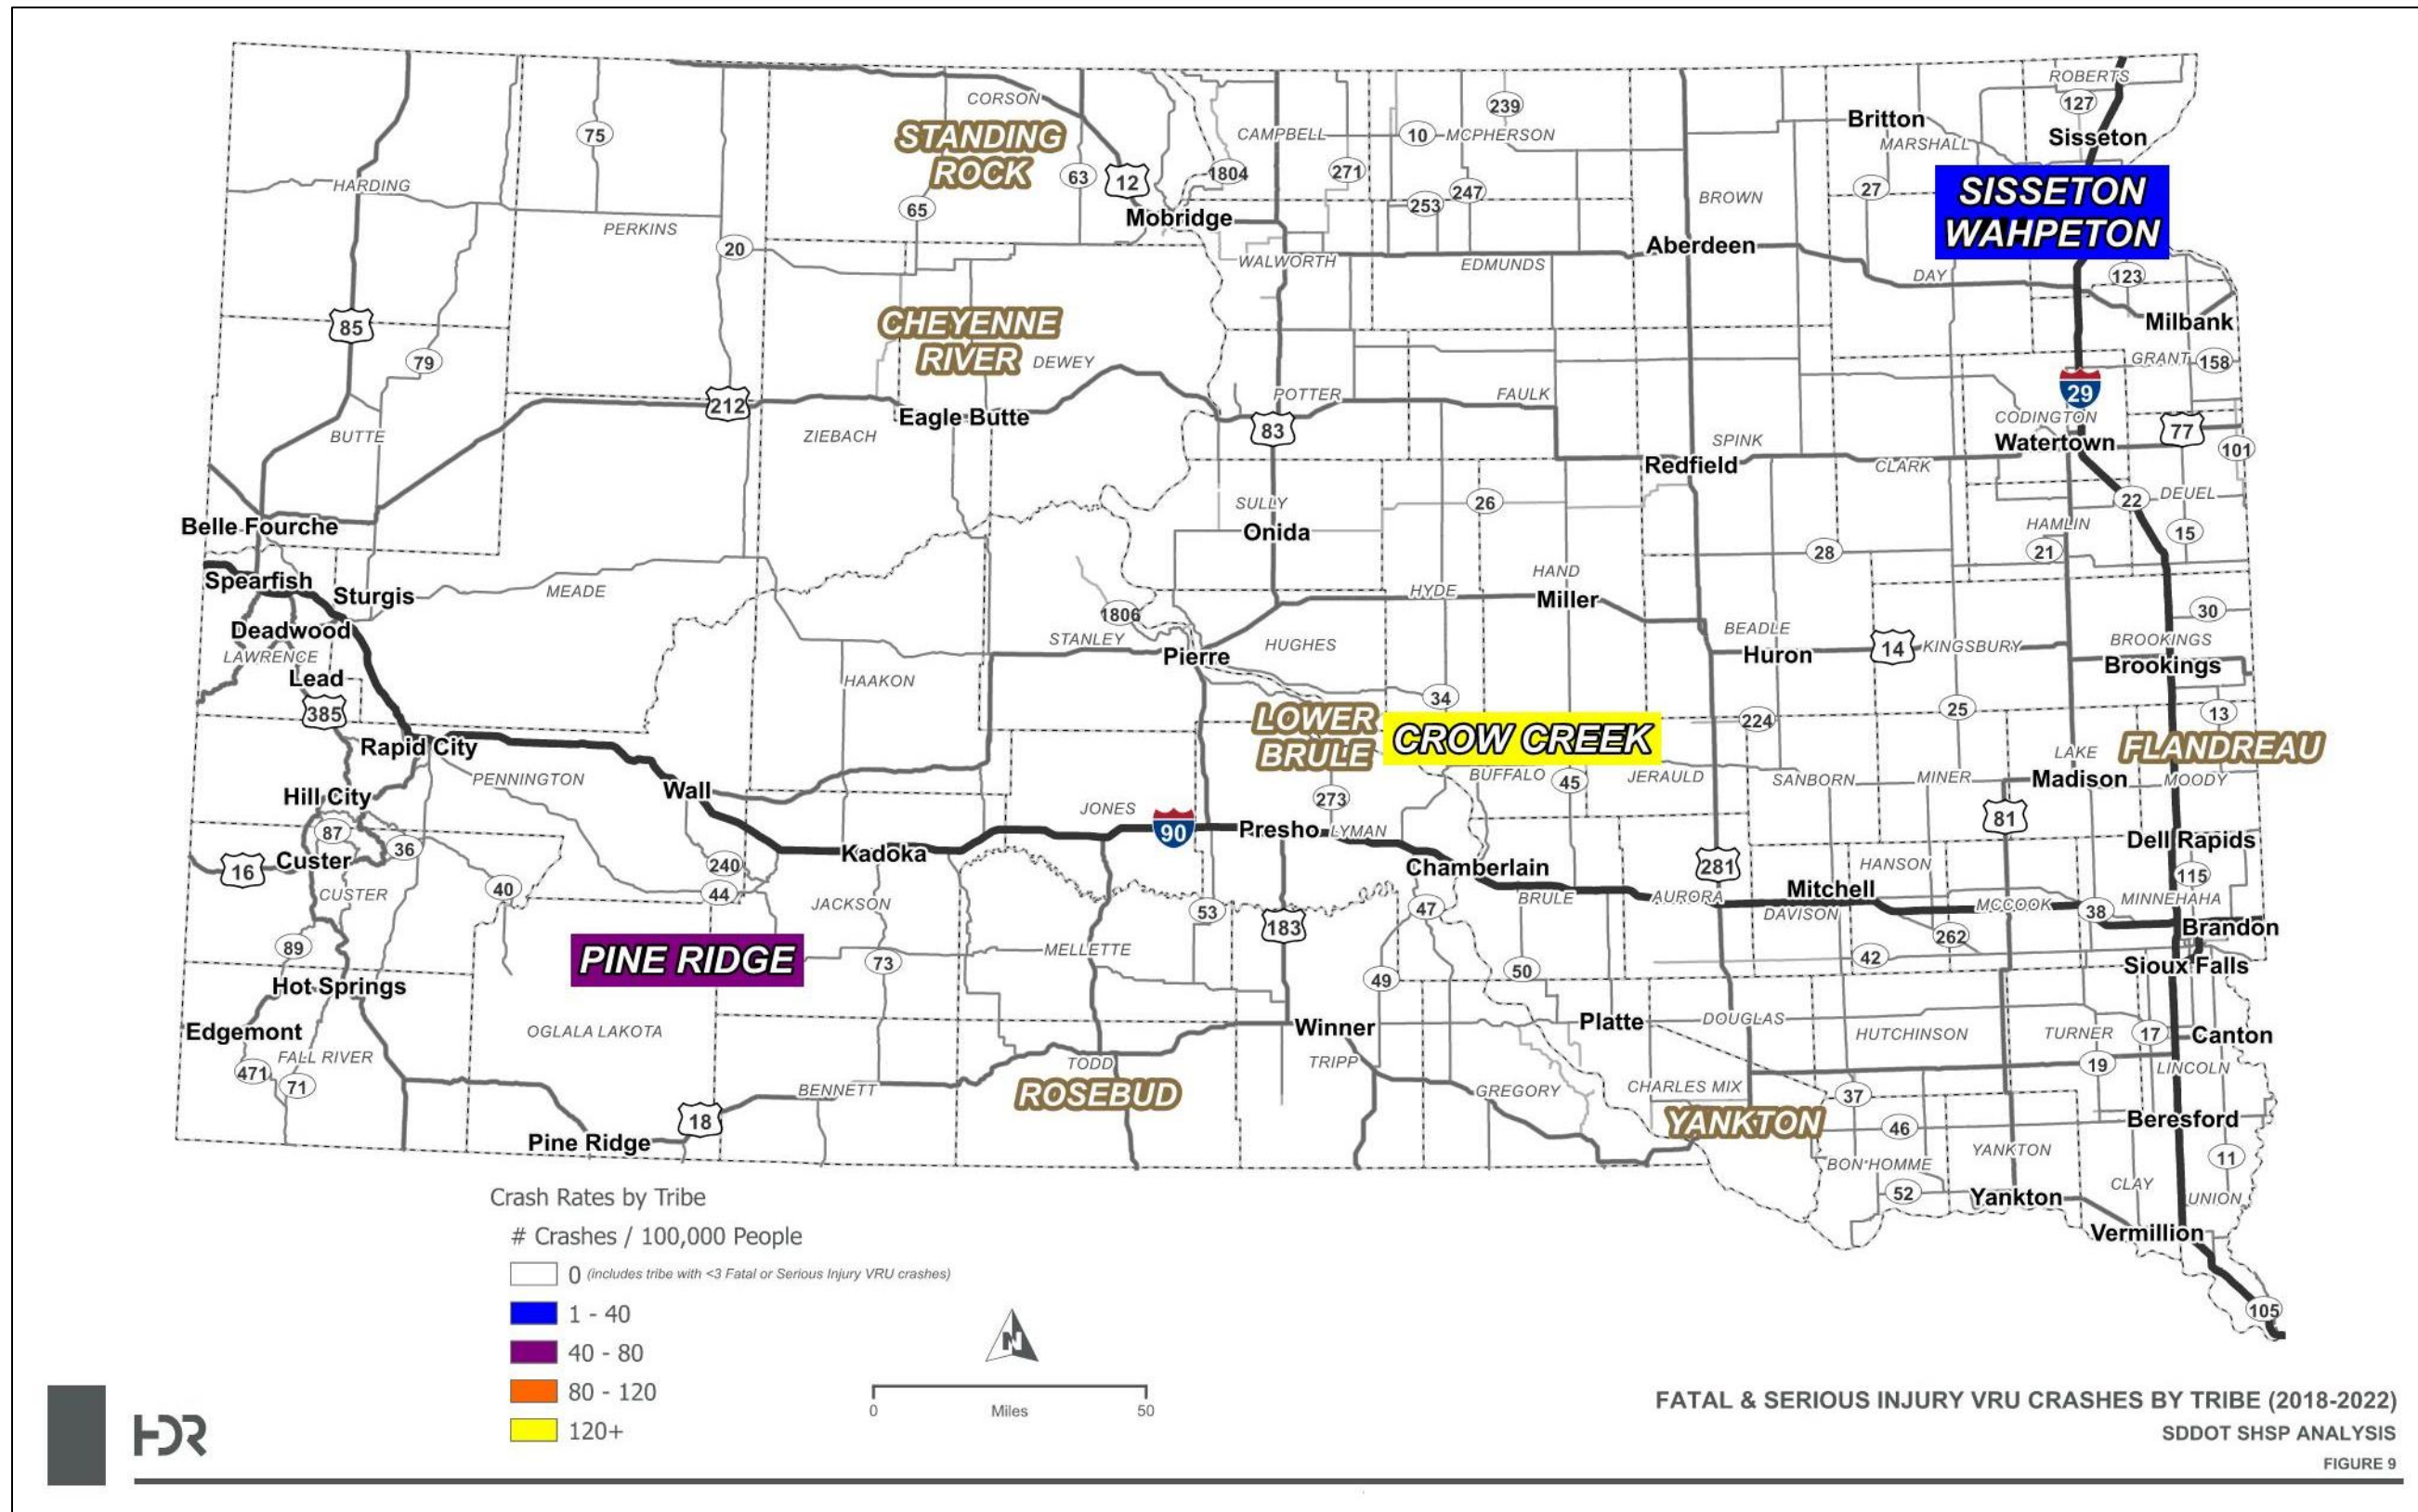 ROBERTS
127
CORSON
239
Britton
Sisseton
75
STANDING
ROCK
CAMPBELL
10
MCPHERSON
MARSHALL
63
12
1804
271
HARDING
65
253
247
BROWN
27
SISSETON
WAHPETON
PERKINS
Mobridge
20
WALWORTH
EDMUNDS
Aberdeen
DAY
123
85
CHEYENNE
RIVER
DEWEY
Milbank
79
GRANT
158
212
Eagle Butte
POTTER
FAULK
29
CODINGTON
BUTTE
ZIEBACH
83
SPINK
Watertown
77
101
Redfield
CLARK
SULLY
26
22
DEUEL
Belle Fourche
Onida
HAMLIN
15
28
21
Spearfish
Sturgis
MEADE
HAND
HYDE
Miller
Deadwood
1806
30
LAWRENCE
STANLEY
HUGHES
BEADLE
BROOKINGS
Lead
Pierre
Huron
14
KINGSBURY
Brookings
HAAKON
385
34
25
13
Rapid City
LOWER
BRULE
CROW CREEK
224
LAKE
FLANDREAU
PENNINGTON
Wall
BUFFALO
45
JERAULD
SANBORN
MINER
Madison
MOODY
Hill City
273
JONES
90
Presho
LYMAN
81
87
36
Kadoka
Dell Rapids
16
Custer
240
Chamberlain
281
HANSON
115
CUSTER
40
44
JACKSON
53
47
BRULE
AURORA
Mitchell
DAVISON
MCCOOK
38
MINNEHAHA
183
Brandon
89
PINE RIDGE
73
MELLETTE
49
50
42
262
Sioux Falls
Hot Springs
Edgemont
OGLALA LAKOTA
Winner
Platte
DOUGLAS
HUTCHINSON
TURNER
17
Canton
FALL RIVER
471
71
TODD
TRIPP
19
LINCOLN
BENNETT
ROSEBUD
GREGORY
CHARLES MIX
37
18
YANKTON
46
Beresford
Pine Ridge
BON HOMME
YANKTON
11
52
Yankton
CLAY
UNION
Vermillion
105
Crash Rates by Tribe
# Crashes / 100,000 People
0 (includes tribe with <3 Fatal or Serious Injury VRU crashes)
1 - 40
40 - 80
80 - 120
120+
N
0 Miles 50
HDR
FATAL & SERIOUS INJURY VRU CRASHES BY TRIBE (2018-2022)
SDDOT SHSP ANALYSIS
FIGURE 9